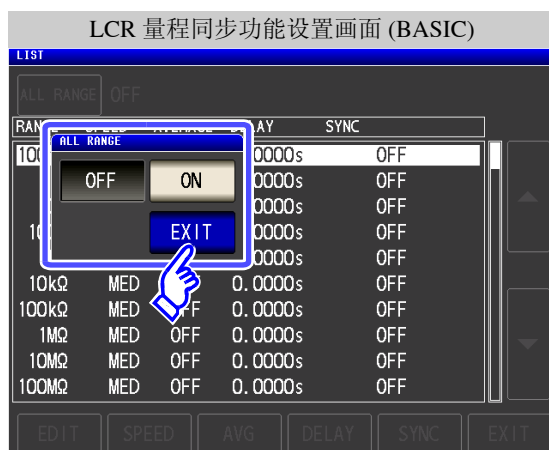 LCR 量程同步功能设置画面 (BASIC)
LIST
ALL RANGE OFF
DELAY SYNC
ALL RANGE
0000s OFF
OFF ON
0000s OFF
0000s OFF
EXIT
0000s OFF
0000s OFF
10kΩ MED 0.0000s OFF
100kΩ MED OFF 0.0000s OFF
1MΩ MED OFF 0.0000s OFF
10MΩ MED OFF 0.0000s OFF
100MΩ MED OFF 0.0000s OFF
EDIT SPEED AVG DELAY SYNC EXIT